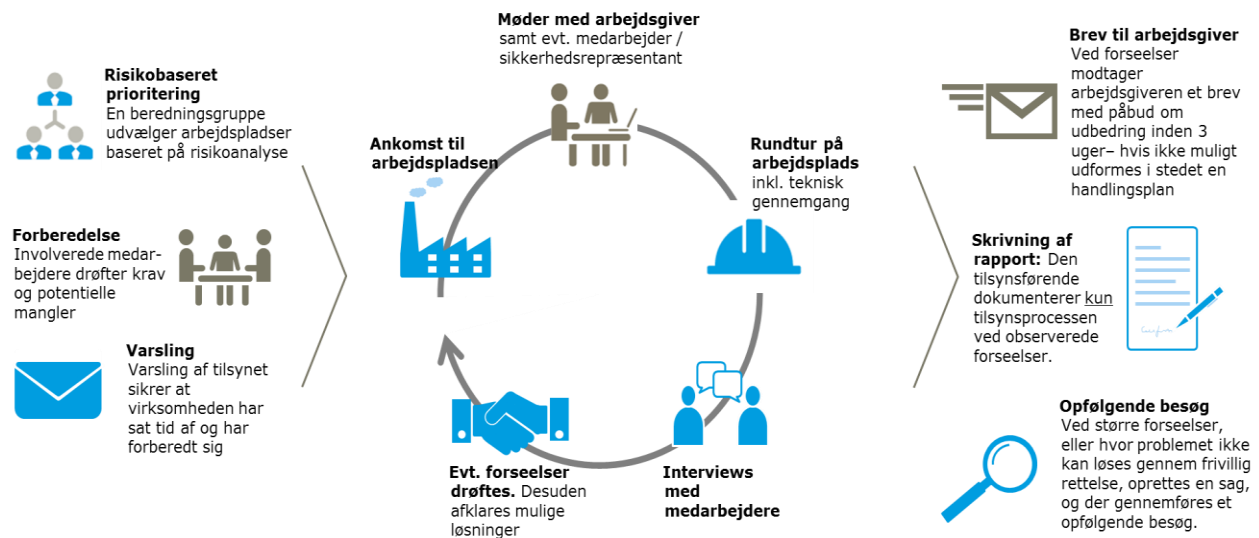 Risikobaseret
prioritering
En beredningsgruppe
udvælger arbejdspladser
baseret på risikoanalyse
Forberedelse
Involverede medar-
bejdere drøfter krav
og potentielle
mangler
Varsling
Varsling af tilsynet
sikrer at
virksomheden har
sat tid af og har
forberedt sig
Ankomst til
arbejdspladsen
Møder med arbejdsgiver
samt evt. medarbejder /
sikkerhedsrepræsentant
Rundtur på
arbejdsplads
inkl. teknisk
gennemgang
Interviews
med
medarbejdere
Evt. forseelser
drøftes. Desuden
afklares mulige
løsninger
Brev til arbejdsgiver
Ved forseelser
modtager
arbejdsgiveren et brev
med påbud om
udbedring inden 3
uger– hvis ikke muligt
udformes i stedet en
handlingsplan
Skrivning af
rapport: Den
tilsynsførende
dokumenterer kun
tilsynsprocessen
ved observerede
forseelser.
Opfølgende besøg
Ved større forseelser,
eller hvor problemet ikke
kan løses gennem frivillig
rettelse, oprettes en sag,
og der gennemføres et
opfølgende besøg.